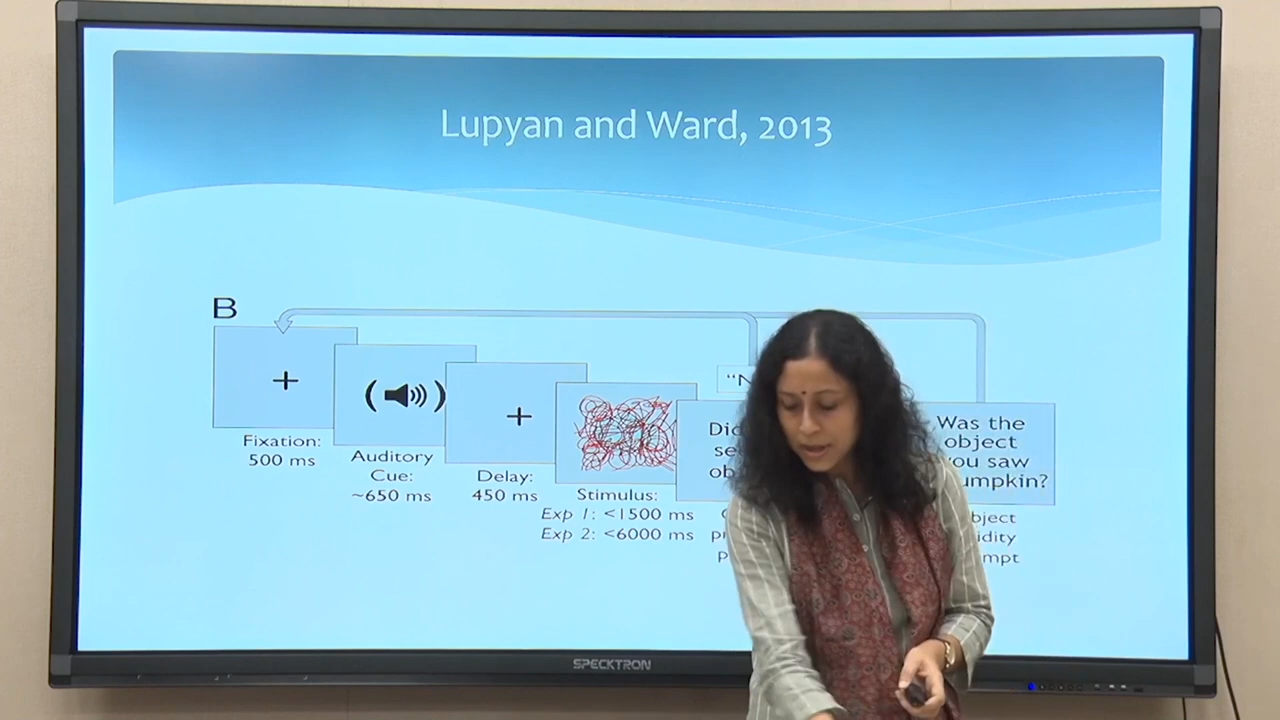 Lupyan and Ward, 2013
B
Fixation:
500 ms
Auditory
Cue:
~650 ms
Delay:
450 ms
Stimulus:
Exp 1: <1500 ms
Exp 2: <6000 ms
Was the
object
you saw
SPECKTRON